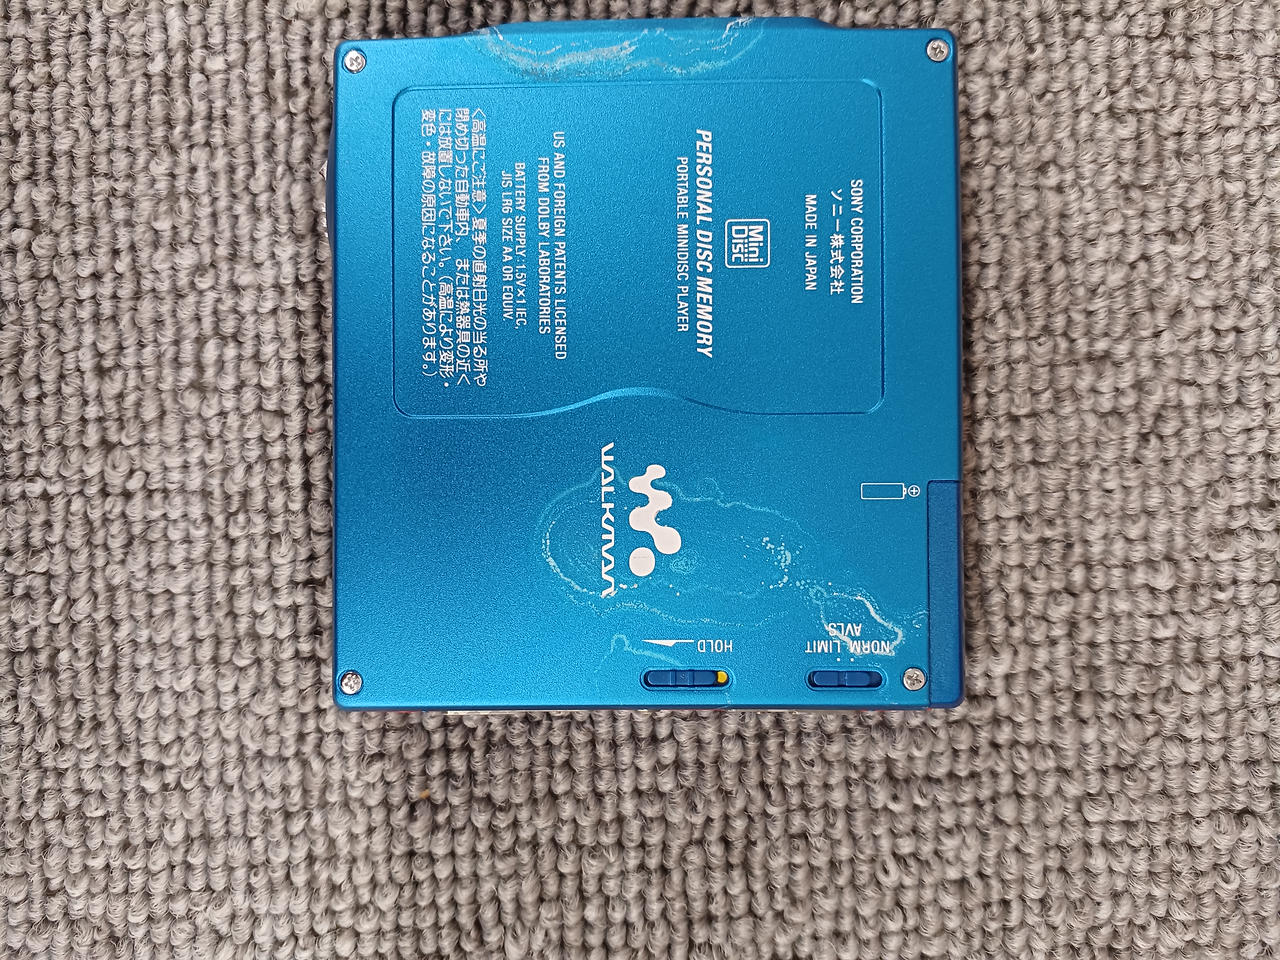 SONY CORPORATION
ソニー株式会社
MADE IN JAPAN
Mini
Disc
PERSONAL DISC MEMORY
PORTABLE MINIDISC PLAYER
US AND FOREIGN PATENTS LICENSED
FROM DOLBY LABORATORIES
BATTERY SUPPLY:1.5V×1.IEC.
JIS LR6 SIZE AA OR EQUIV.
<高温にご注意> 夏季の直射日光の当る所や
閉め切った自動車内、または熱器具の近く
には放置しないで下さい。(高温により変形・
変色・故障の原因になることがあります。)
WALKMAN
HOLD
AVLS
NORM LIMIT